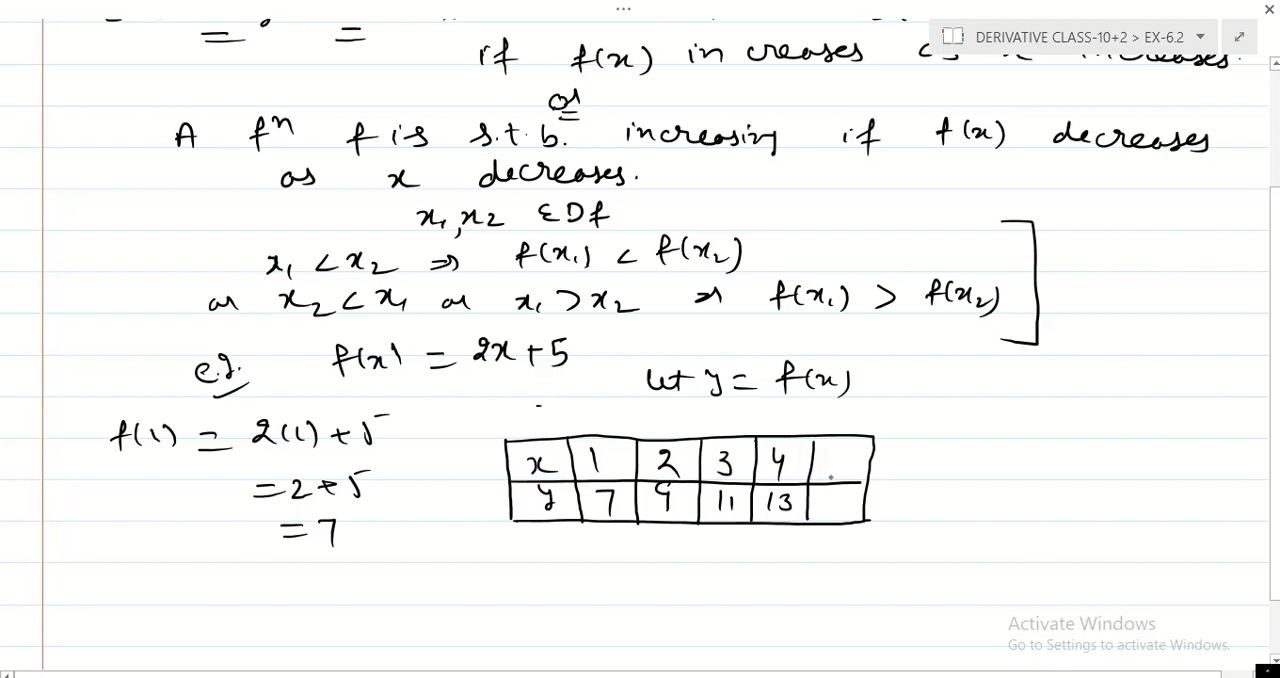 DERIVATIVE CLASS-10+2 > EX-6.2
if f(x) in creases as x increases.
or
A fⁿ f is s.t.b. increasing if f(x) decreases
as x decreases.
x₁, x₂ ∈ Df
x₁ < x₂ ⇒ f(x₁) < f(x₂)
or x₂ < x₁ or x₁ > x₂ ⇒ f(x₁) > f(x₂)
e.g. f(x) = 2x + 5
let y = f(x)
f(1) = 2(1) + 5
= 2 + 5
= 7
x 1 2 3 4
y 7 9 11 13
Activate Windows
Go to Settings to activate Windows.